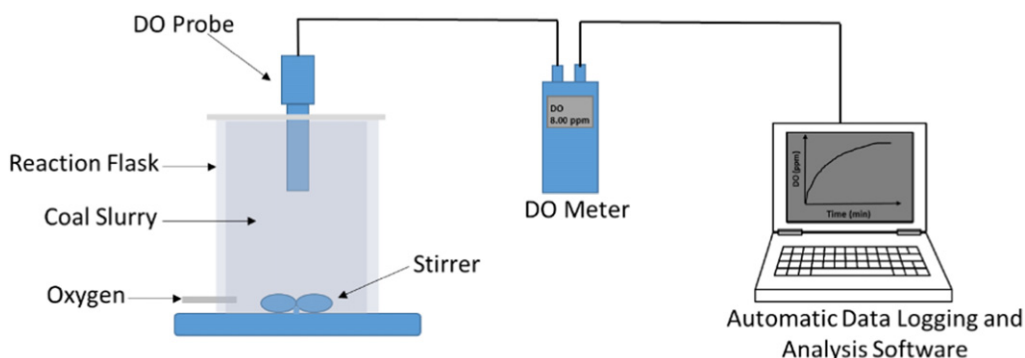 DO Probe
Reaction Flask
Coal Slurry
Oxygen
Stirrer
DO
8.00 ppm
DO Meter
DO (ppm)
Time (min)
Automatic Data Logging and
Analysis Software